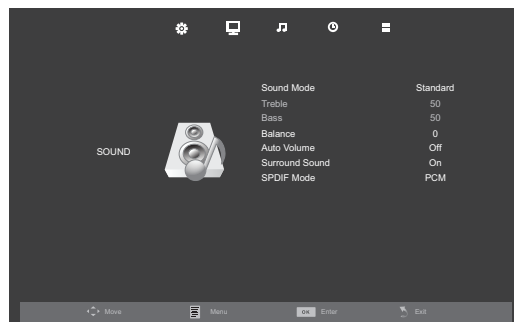 Sound Mode Standard
Treble 50
Bass 50
Balance 0
SOUND
Auto Volume Off
Surround Sound On
SPDIF Mode PCM
Move Menu OK Enter Exit